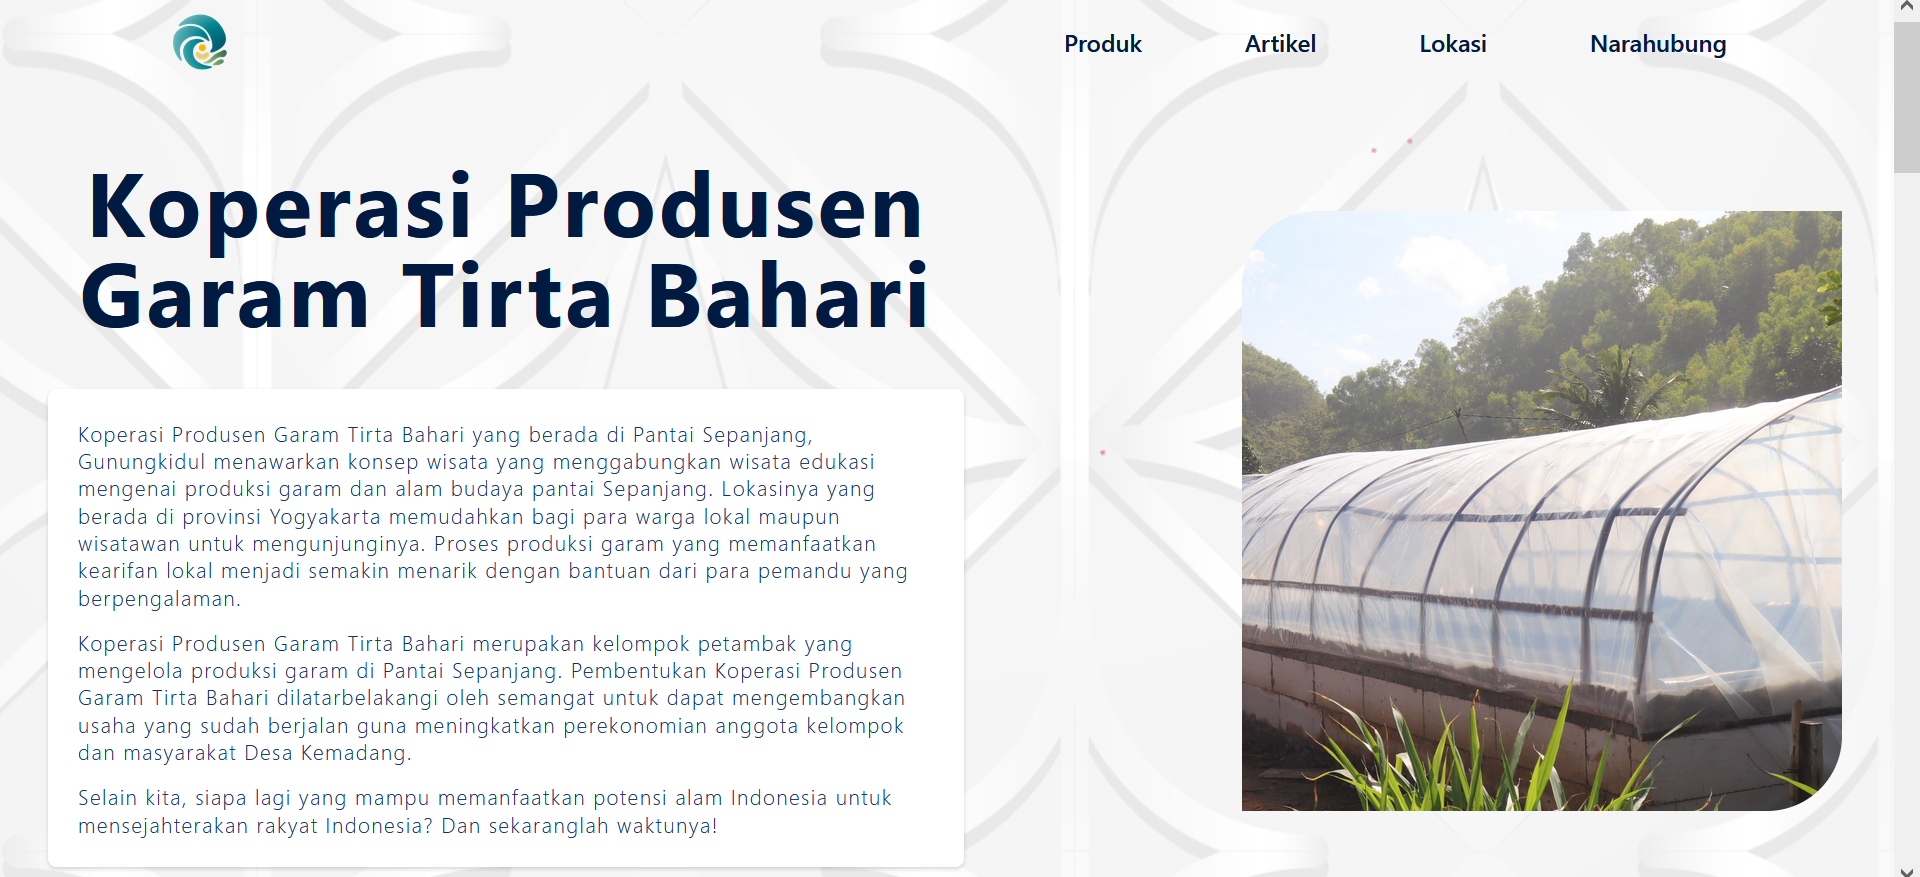 Produk
Artikel
Lokasi
Narahubung
Koperasi Produsen
Garam Tirta Bahari
Koperasi Produsen Garam Tirta Bahari yang berada di Pantai Sepanjang,
Gunungkidul menawarkan konsep wisata yang menggabungkan wisata edukasi
mengenai produksi garam dan alam budaya pantai Sepanjang. Lokasinya yang
berada di provinsi Yogyakarta memudahkan bagi para warga lokal maupun
wisatawan untuk mengunjunginya. Proses produksi garam yang memanfaatkan
kearifan lokal menjadi semakin menarik dengan bantuan dari para pemandu yang
berpengalaman.
Koperasi Produsen Garam Tirta Bahari merupakan kelompok petambak yang
mengelola produksi garam di Pantai Sepanjang. Pembentukan Koperasi Produsen
Garam Tirta Bahari dilatarbelakangi oleh semangat untuk dapat mengembangkan
usaha yang sudah berjalan guna meningkatkan perekonomian anggota kelompok
dan masyarakat Desa Kemadang.
Selain kita, siapa lagi yang mampu memanfaatkan potensi alam Indonesia untuk
mensejahterakan rakyat Indonesia? Dan sekaranglah waktunya!